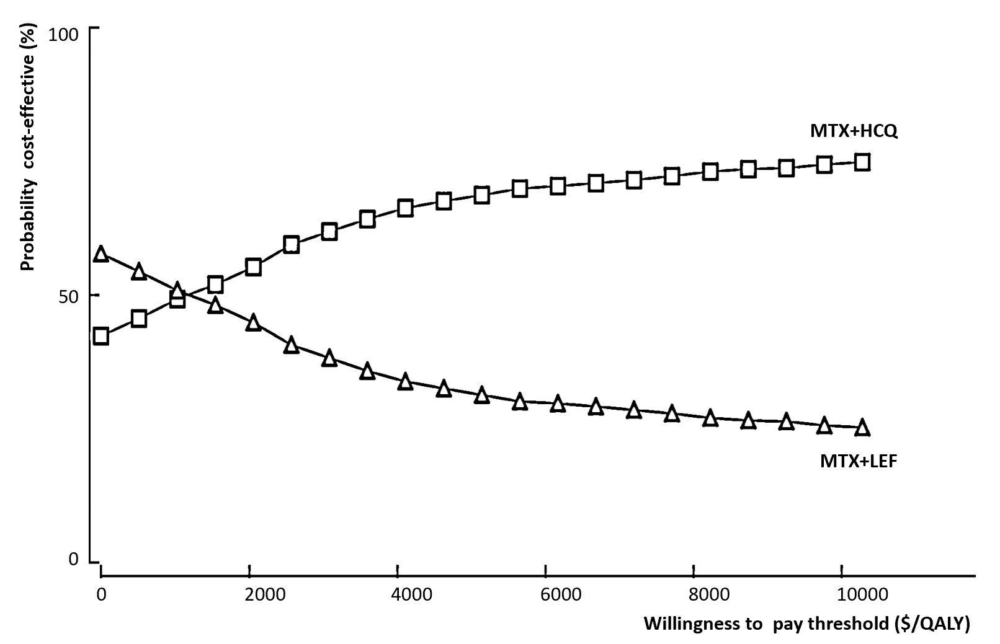 Probability cost-effective (%)
100
50
0
MTX+HCQ
MTX+LEF
0 2000 4000 6000 8000 10000
Willingness to pay threshold ($/QALY)